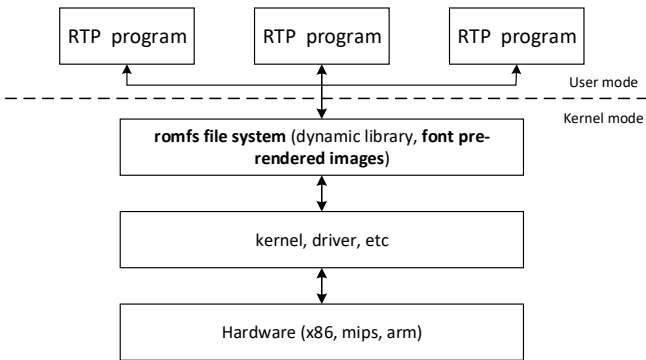 RTP program
RTP program
RTP program
User mode
Kernel mode
romfs file system (dynamic library, font pre-
rendered images)
kernel, driver, etc
Hardware (x86, mips, arm)